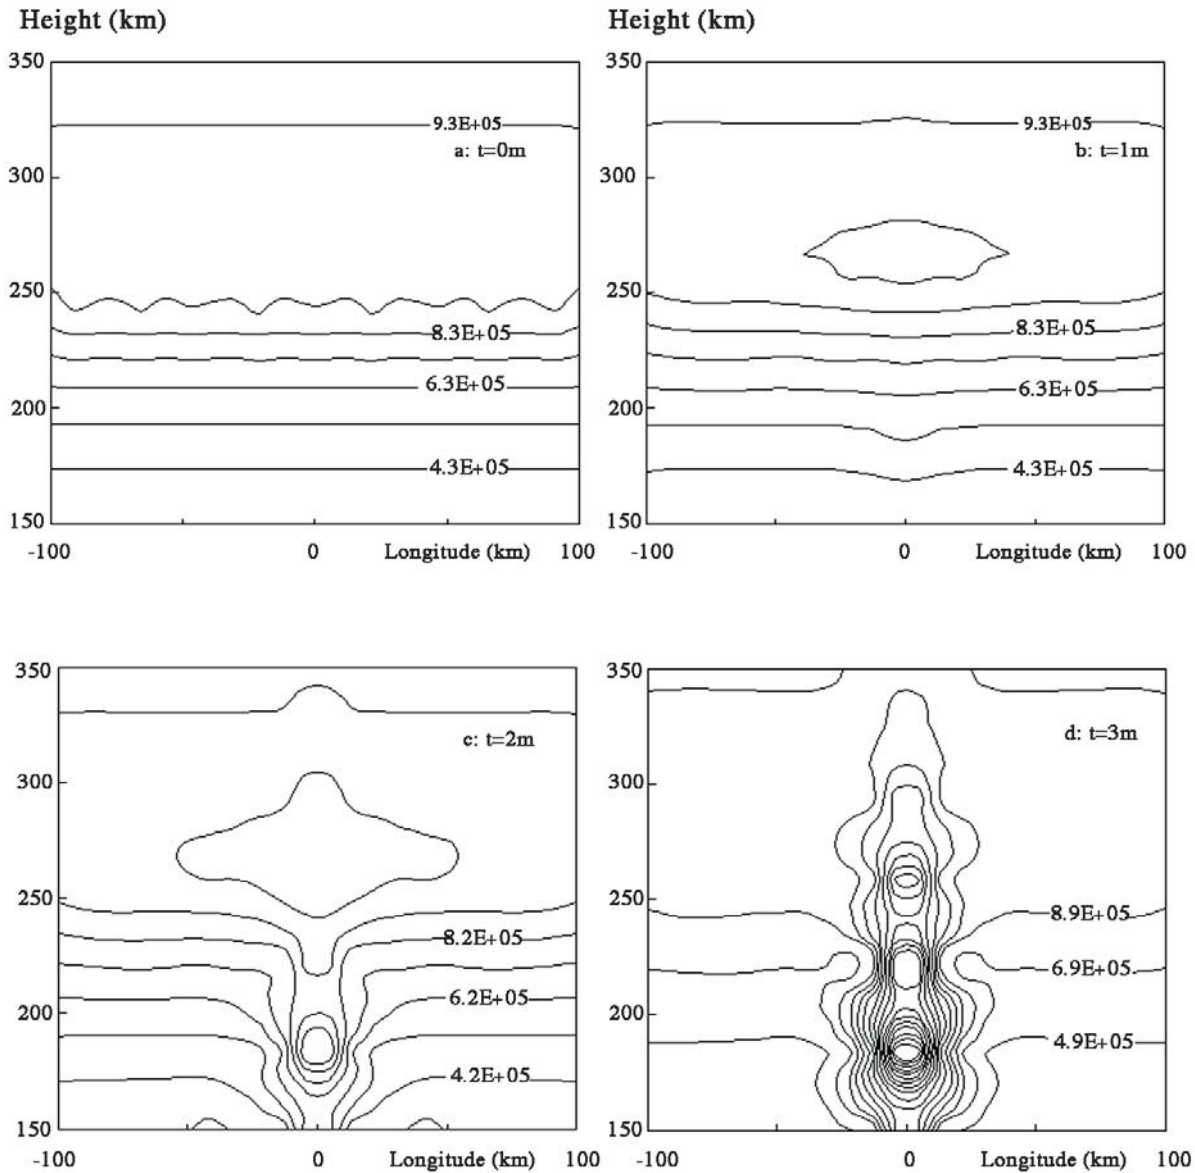 Height (km) Height (km)
350 350
9.3E+05 9.3E+05
a: t=0m b: t=1m
300 300
250 250
8.3E+05 8.3E+05
6.3E+05 6.3E+05
200 200
4.3E+05 4.3E+05
150 150
-100 0 Longitude (km) 100 -100 0 Longitude (km) 100
350 350
c: t=2m d: t=3m
300 300
250 250
8.2E+05 8.9E+05
6.2E+05 6.9E+05
200 200
4.2E+05 4.9E+05
150 150
-100 0 Longitude (km) 100 -100 0 Longitude (km) 100